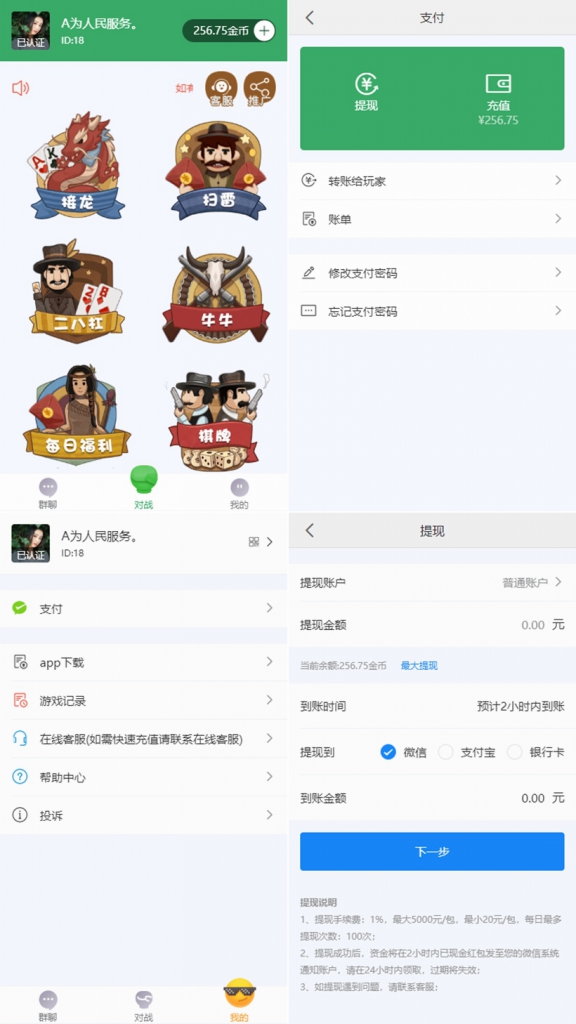 A为人民服务。
ID:18
已认证
256.75金币
客服
推广
接龙
A K
扫雷
二八杠
2 8
牛牛
每日福利
棋牌
群聊
对战
我的
支付
提现
充值
¥256.75
转账给玩家
账单
修改支付密码
忘记支付密码
A为人民服务。
ID:18
已认证
支付
app下载
游戏记录
在线客服(如需快速充值请联系在线客服)
帮助中心
投诉
群聊
对战
我的
提现
提现账户
普通账户
提现金额
0.00 元
当前余额:256.75金币 最大提现
到账时间
预计2小时内到账
提现到
微信 支付宝 银行卡
到账金额
0.00 元
下一步
提现说明
1、提现手续费：1%，最大5000元/包，最小20元/包，每日最多
提现次数：100次；
2、提现成功后，资金将在2小时内已现金红包发至您的微信系统
通知账户，请在24小时内领取，过期将失效；
3、如提现遇到问题，请联系客服；